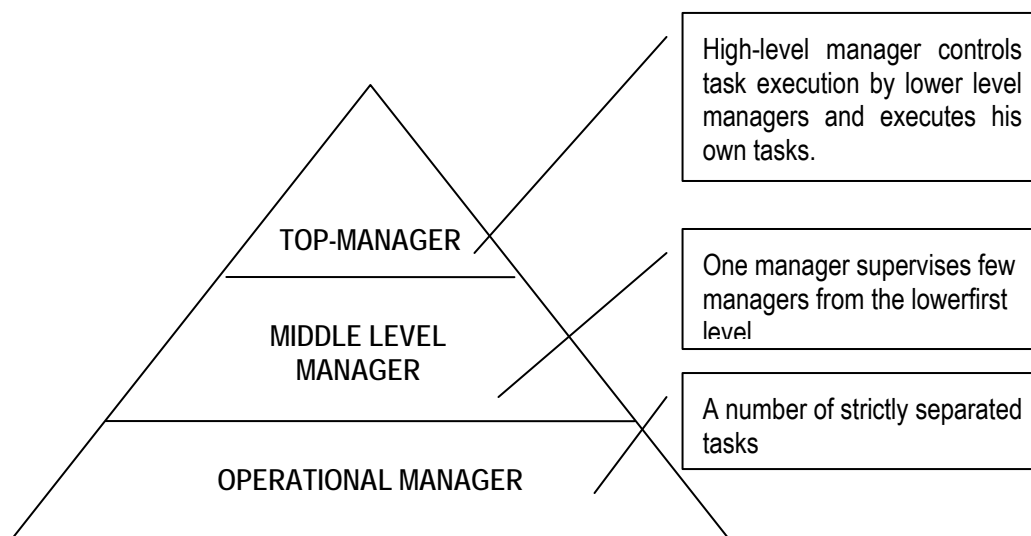 High-level manager controls
task execution by lower level
managers and executes his
own tasks.
TOP-MANAGER
One manager supervises few
managers from the lowerfirst
level
MIDDLE LEVEL
MANAGER
A number of strictly separated
tasks
OPERATIONAL MANAGER